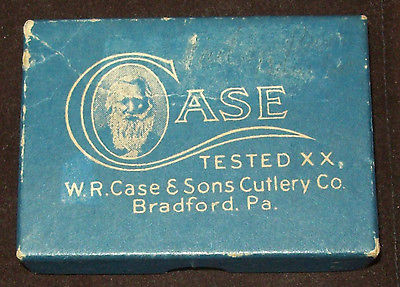 CASE
TESTED XX,
W.R. Case & Sons Cutlery Co.
Bradford, Pa.